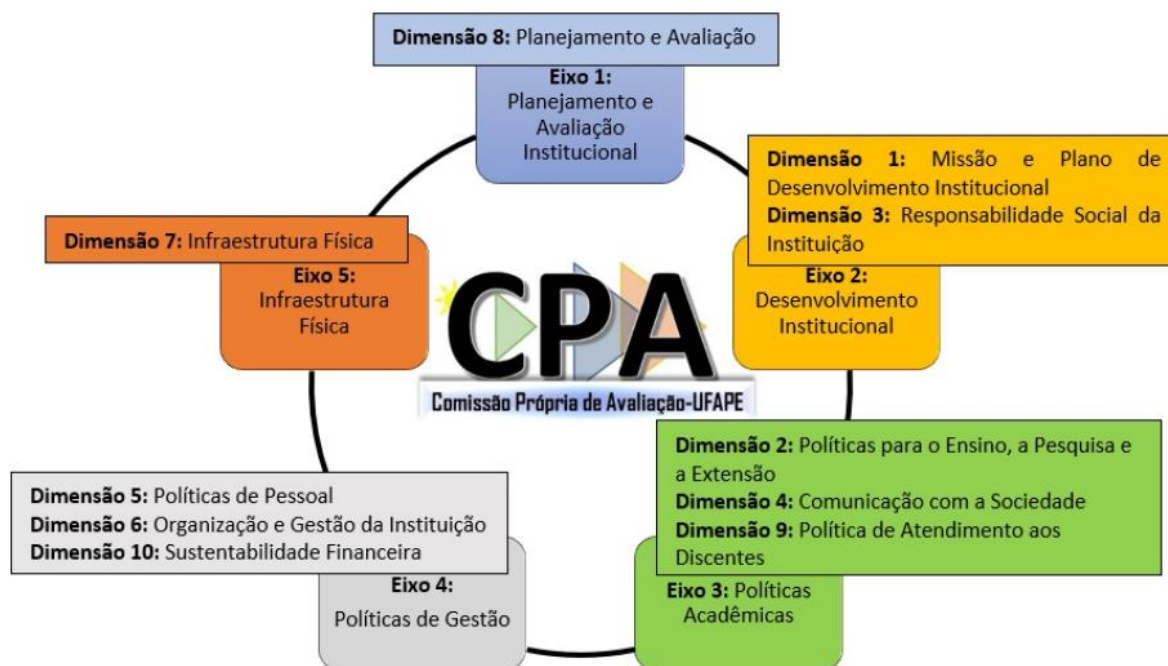 Dimensão 8: Planejamento e Avaliação
Eixo 1:
Planejamento e
Avaliação
Institucional
Dimensão 1: Missão e Plano de
Desenvolvimento Institucional
Dimensão 3: Responsabilidade Social da
Instituição
Eixo 2:
Desenvolvimento
Institucional
Dimensão 7: Infraestrutura Física
Eixo 5:
Infraestrutura
Física
CPA
Comissão Própria de Avaliação-UFAPE
Dimensão 2: Políticas para o Ensino, a Pesquisa e
a Extensão
Dimensão 4: Comunicação com a Sociedade
Dimensão 9: Política de Atendimento aos
Discentes
Eixo 3: Políticas
Acadêmicas
Dimensão 5: Políticas de Pessoal
Dimensão 6: Organização e Gestão da Instituição
Dimensão 10: Sustentabilidade Financeira
Eixo 4:
Políticas de Gestão